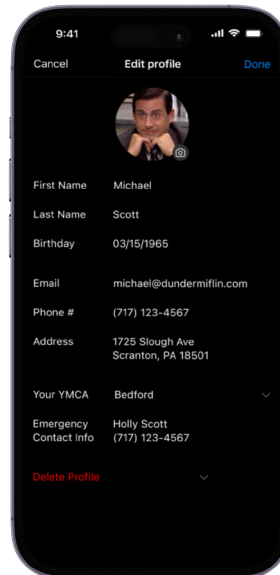 9:41
Cancel Edit profile Done
First Name Michael
Last Name Scott
Birthday 03/15/1965
Email michael@dundermiflin.com
Phone # (717) 123-4567
Address 1725 Slough Ave
Scranton, PA 18501
Your YMCA Bedford
Emergency Holly Scott
Contact Info (717) 123-4567
Delete Profile